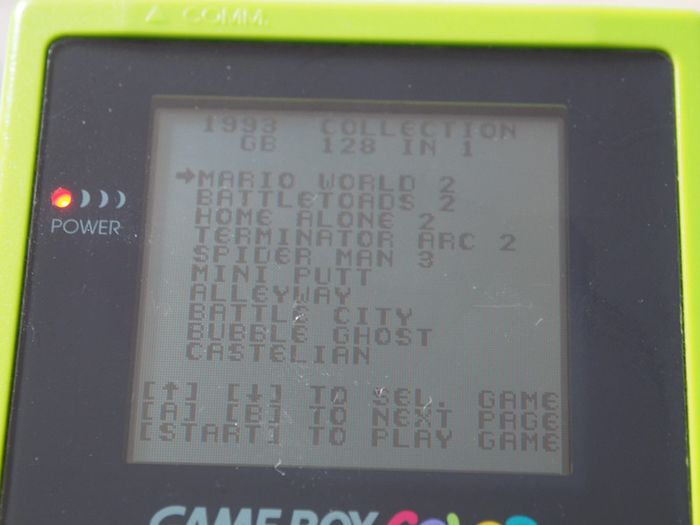 COMM.
1993 COLLECTION
GB 128 IN 1
➔MARIO WORLD 2
BATTLETOADS 2
HOME ALONE 2
TERMINATOR ARC 2
SPIDER MAN 3
MINI PUTT
ALLEYWAY
BATTLE CITY
BUBBLE GHOST
CASTELIAN
[↑] [↓] TO SEL. GAME
[A] [B] TO NEXT PAGE
[START] TO PLAY GAME
POWER
GAME BOY COLOR